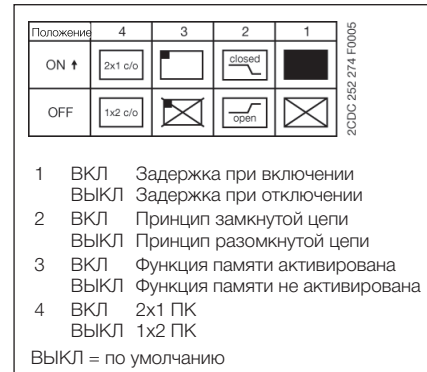 Положение 4 3 2 1
ON ↑ 2x1 c/o closed
OFF 1x2 c/o open
2CDC 252 274 F0005
1 ВКЛ Задержка при включении
ВЫКЛ Задержка при отключении
2 ВКЛ Принцип замкнутой цепи
ВЫКЛ Принцип разомкнутой цепи
3 ВКЛ Функция памяти активирована
ВЫКЛ Функция памяти не активирована
4 ВКЛ 2x1 ПК
ВЫКЛ 1x2 ПК
ВЫКЛ = по умолчанию